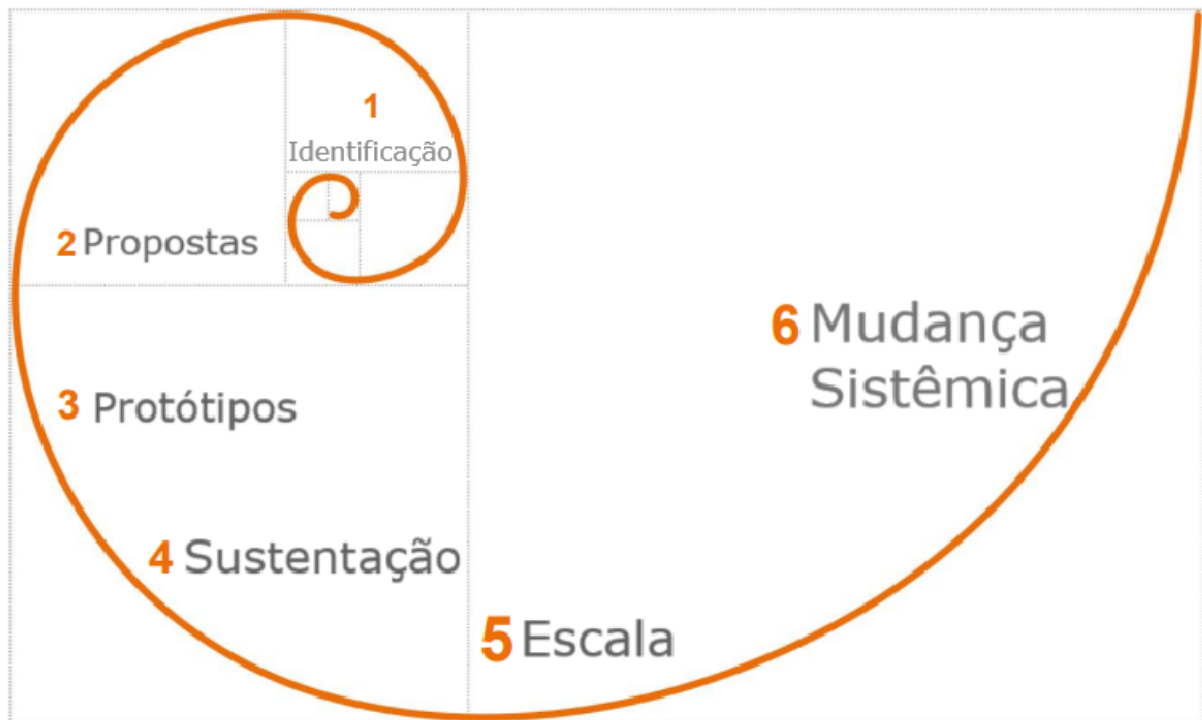 1
Identificação
2 Propostas
3 Protótipos
4 Sustentação
5 Escala
6 Mudança
Sistêmica